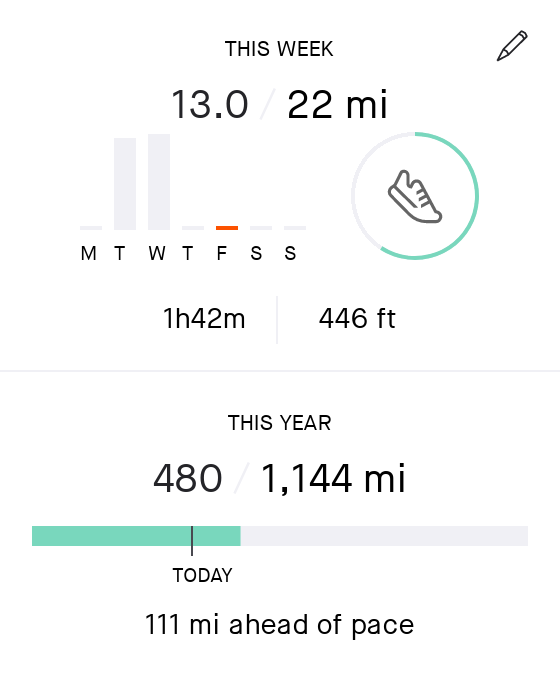 THIS WEEK
13.0 / 22 mi
M T W T F S S
1h42m 446 ft
THIS YEAR
480 / 1,144 mi
TODAY
111 mi ahead of pace